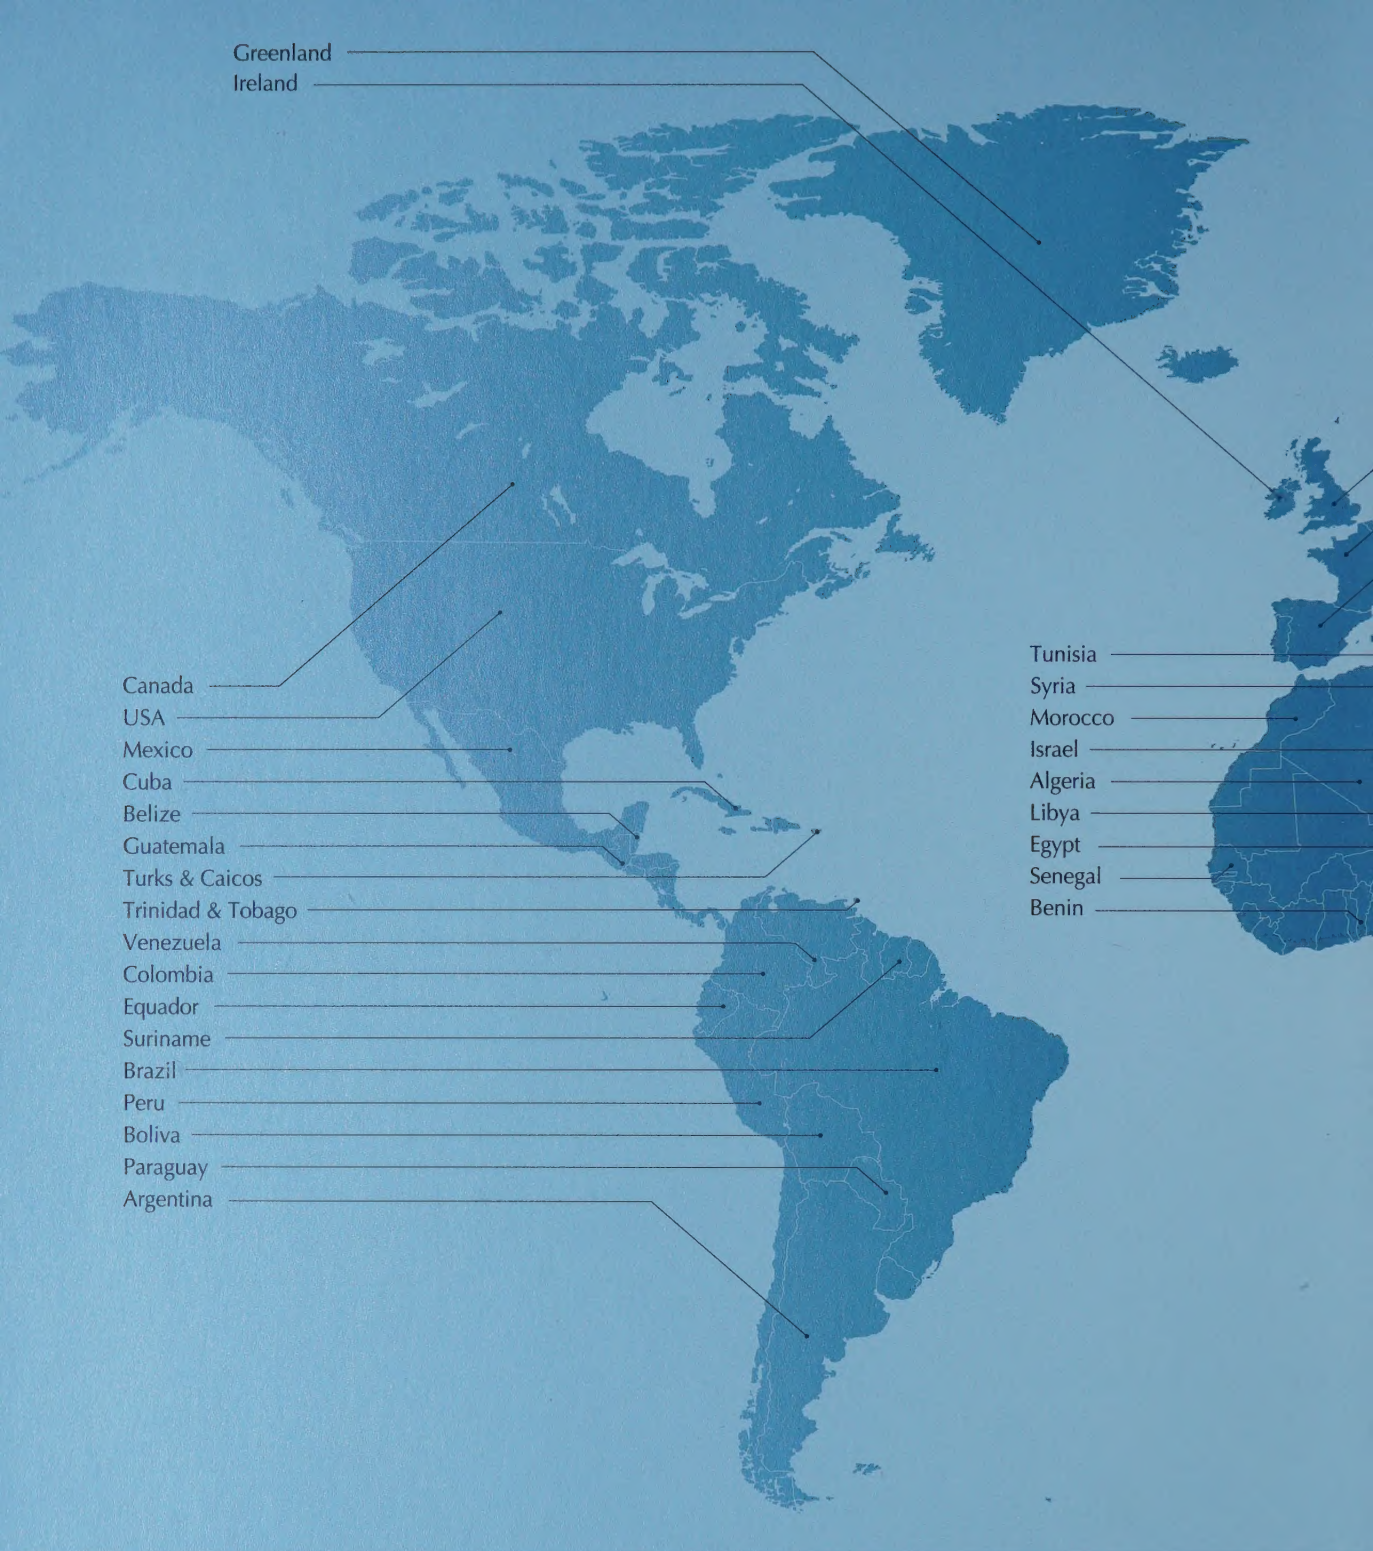 Greenland
Ireland
Canada
USA
Mexico
Cuba
Belize
Guatemala
Turks & Caicos
Trinidad & Tobago
Venezuela
Colombia
Equador
Suriname
Brazil
Peru
Boliva
Paraguay
Argentina
Tunisia
Syria
Morocco
Israel
Algeria
Libya
Egypt
Senegal
Benin